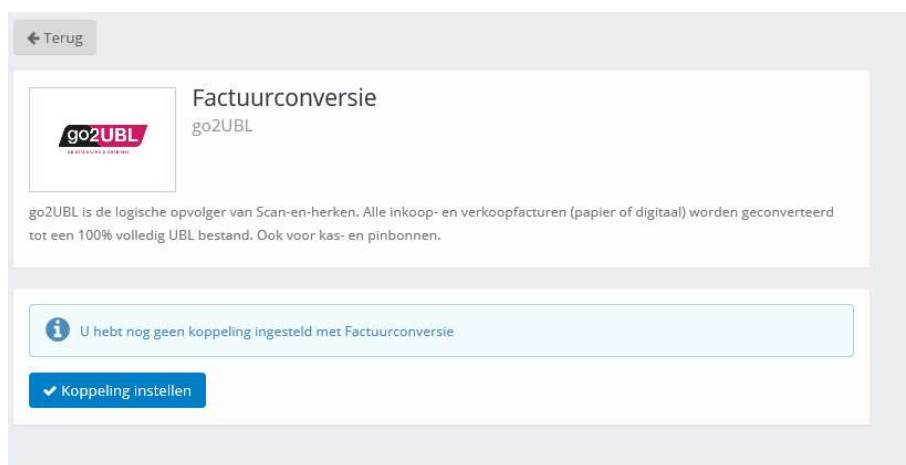 Terug
Factuurconversie
go2UBL
go2UBL
go2UBL is de logische opvolger van Scan-en-herken. Alle inkoop- en verkoopfacturen (papier of digitaal) worden geconverteerd
tot een 100% volledig UBL bestand. Ook voor kas- en pinbonnen.
U hebt nog geen koppeling ingesteld met Factuurconversie
Koppeling instellen